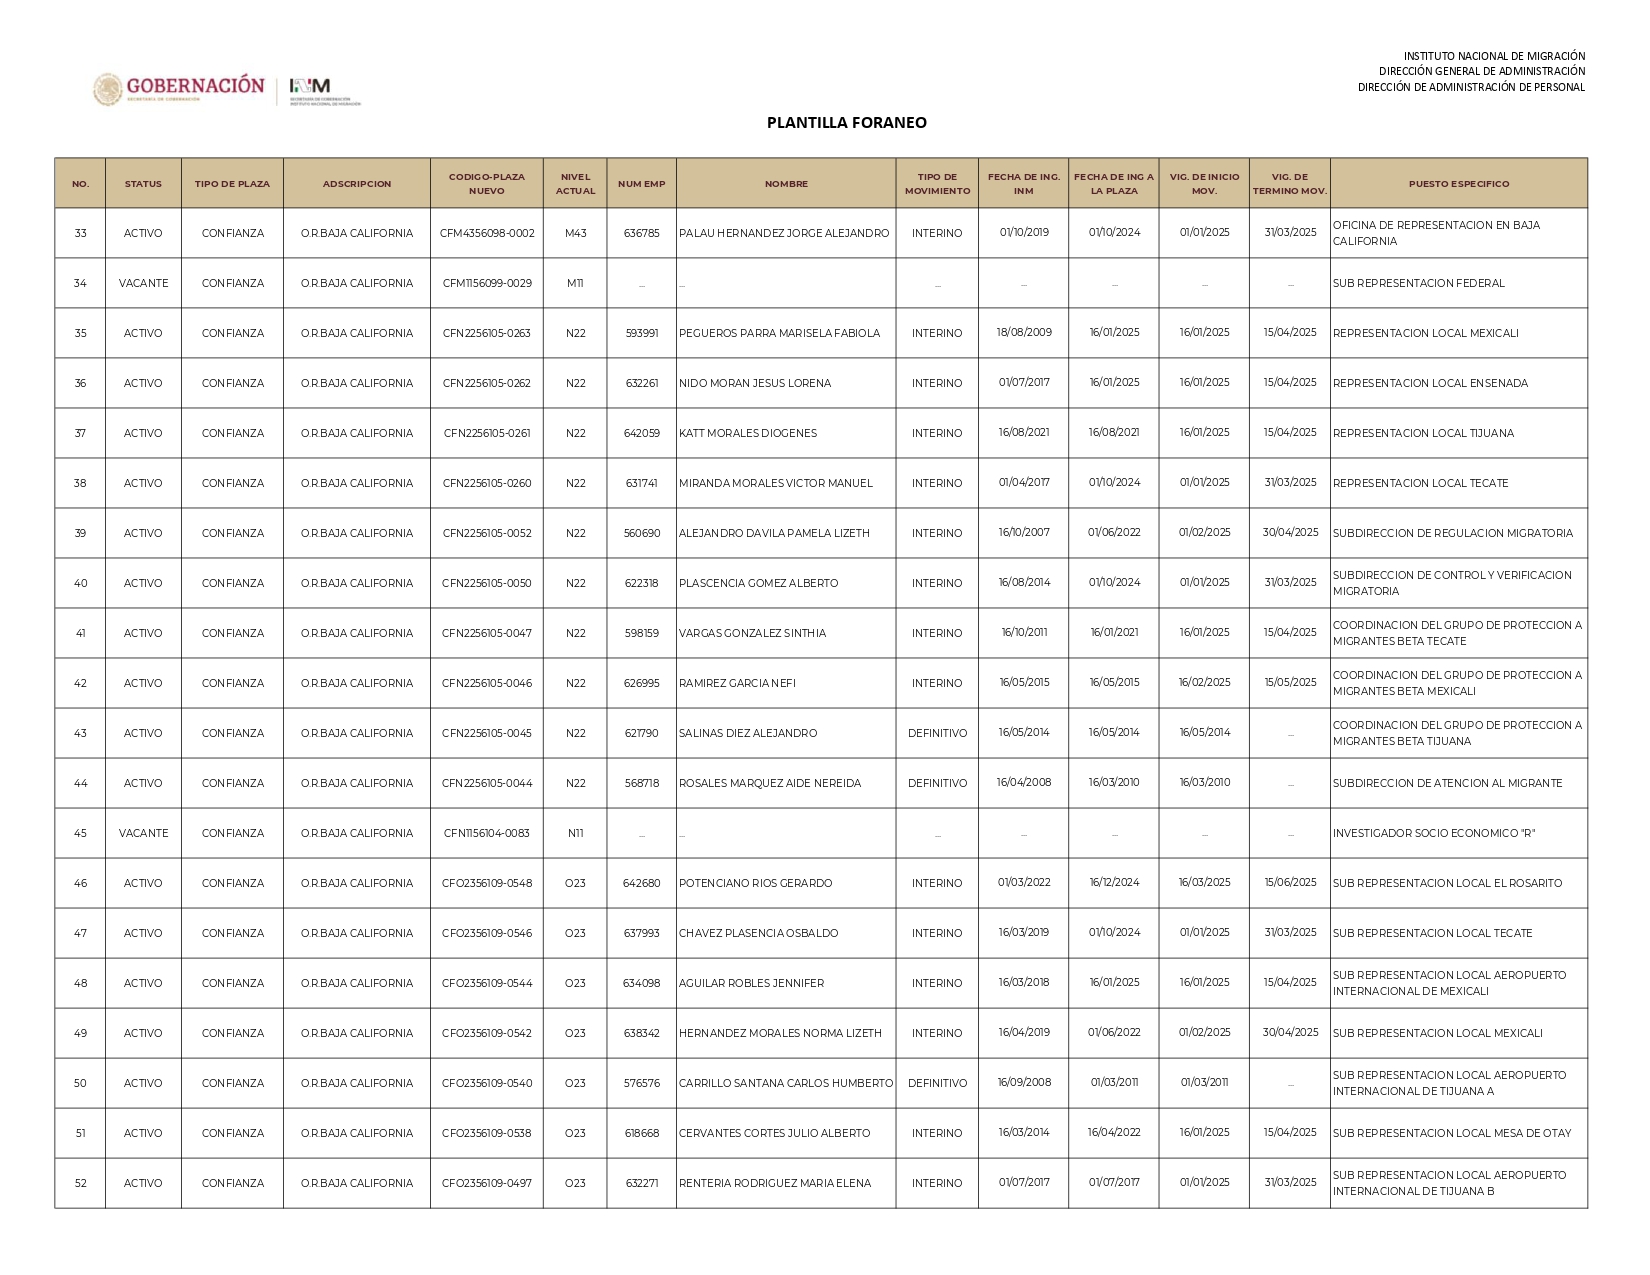 INSTITUTO NACIONAL DE MIGRACIÓN
DIRECCIÓN GENERAL DE ADMINISTRACIÓN
DIRECCIÓN DE ADMINISTRACIÓN DE PERSONAL
GOBERNACIÓN
SECRETARÍA DE GOBERNACIÓN
INM
SECRETARÍA DE GOBERNACIÓN
INSTITUTO NACIONAL DE MIGRACIÓN
PLANTILLA FORANEO
NO. STATUS TIPO DE PLAZA ADSCRIPCION CODIGO-PLAZA NUEVO NIVEL ACTUAL NUM EMP NOMBRE TIPO DE MOVIMIENTO FECHA DE ING. INM FECHA DE ING A LA PLAZA VIG. DE INICIO MOV. VIG. DE TERMINO MOV. PUESTO ESPECIFICO
33 ACTIVO CONFIANZA O.R.BAJA CALIFORNIA CFM4356098-0002 M43 636785 PALAU HERNANDEZ JORGE ALEJANDRO INTERINO 01/10/2019 01/10/2024 01/01/2025 31/03/2025 OFICINA DE REPRESENTACION EN BAJA CALIFORNIA
34 VACANTE CONFIANZA O.R.BAJA CALIFORNIA CFM1156099-0029 M11 ... ... ... ... ... ... ... SUB REPRESENTACION FEDERAL
35 ACTIVO CONFIANZA O.R.BAJA CALIFORNIA CFN2256105-0263 N22 593991 PEGUEROS PARRA MARISELA FABIOLA INTERINO 18/08/2009 16/01/2025 16/01/2025 15/04/2025 REPRESENTACION LOCAL MEXICALI
36 ACTIVO CONFIANZA O.R.BAJA CALIFORNIA CFN2256105-0262 N22 632261 NIDO MORAN JESUS LORENA INTERINO 01/07/2017 16/01/2025 16/01/2025 15/04/2025 REPRESENTACION LOCAL ENSENADA
37 ACTIVO CONFIANZA O.R.BAJA CALIFORNIA CFN2256105-0261 N22 642059 KATT MORALES DIOGENES INTERINO 16/08/2021 16/08/2021 16/01/2025 15/04/2025 REPRESENTACION LOCAL TIJUANA
38 ACTIVO CONFIANZA O.R.BAJA CALIFORNIA CFN2256105-0260 N22 631741 MIRANDA MORALES VICTOR MANUEL INTERINO 01/04/2017 01/10/2024 01/01/2025 31/03/2025 REPRESENTACION LOCAL TECATE
39 ACTIVO CONFIANZA O.R.BAJA CALIFORNIA CFN2256105-0052 N22 560690 ALEJANDRO DAVILA PAMELA LIZETH INTERINO 16/10/2007 01/06/2022 01/02/2025 30/04/2025 SUBDIRECCION DE REGULACION MIGRATORIA
40 ACTIVO CONFIANZA O.R.BAJA CALIFORNIA CFN2256105-0050 N22 622318 PLASCENCIA GOMEZ ALBERTO INTERINO 16/08/2014 01/10/2024 01/01/2025 31/03/2025 SUBDIRECCION DE CONTROL Y VERIFICACION MIGRATORIA
41 ACTIVO CONFIANZA O.R.BAJA CALIFORNIA CFN2256105-0047 N22 598159 VARGAS GONZALEZ SINTHIA INTERINO 16/10/2011 16/01/2021 16/01/2025 15/04/2025 COORDINACION DEL GRUPO DE PROTECCION A MIGRANTES BETA TECATE
42 ACTIVO CONFIANZA O.R.BAJA CALIFORNIA CFN2256105-0046 N22 626995 RAMIREZ GARCIA NEFI INTERINO 16/05/2015 16/05/2015 16/02/2025 15/05/2025 COORDINACION DEL GRUPO DE PROTECCION A MIGRANTES BETA MEXICALI
43 ACTIVO CONFIANZA O.R.BAJA CALIFORNIA CFN2256105-0045 N22 621790 SALINAS DIEZ ALEJANDRO DEFINITIVO 16/05/2014 16/05/2014 16/05/2014 ... COORDINACION DEL GRUPO DE PROTECCION A MIGRANTES BETA TIJUANA
44 ACTIVO CONFIANZA O.R.BAJA CALIFORNIA CFN2256105-0044 N22 568718 ROSALES MARQUEZ AIDE NEREIDA DEFINITIVO 16/04/2008 16/03/2010 16/03/2010 ... SUBDIRECCION DE ATENCION AL MIGRANTE
45 VACANTE CONFIANZA O.R.BAJA CALIFORNIA CFN1156104-0083 N11 ... ... ... ... ... ... ... INVESTIGADOR SOCIO ECONOMICO "R"
46 ACTIVO CONFIANZA O.R.BAJA CALIFORNIA CFO2356109-0548 O23 642680 POTENCIANO RIOS GERARDO INTERINO 01/03/2022 16/12/2024 16/03/2025 15/06/2025 SUB REPRESENTACION LOCAL EL ROSARITO
47 ACTIVO CONFIANZA O.R.BAJA CALIFORNIA CFO2356109-0546 O23 637993 CHAVEZ PLASENCIA OSBALDO INTERINO 16/03/2019 01/10/2024 01/01/2025 31/03/2025 SUB REPRESENTACION LOCAL TECATE
48 ACTIVO CONFIANZA O.R.BAJA CALIFORNIA CFO2356109-0544 O23 634098 AGUILAR ROBLES JENNIFER INTERINO 16/03/2018 16/01/2025 16/01/2025 15/04/2025 SUB REPRESENTACION LOCAL AEROPUERTO INTERNACIONAL DE MEXICALI
49 ACTIVO CONFIANZA O.R.BAJA CALIFORNIA CFO2356109-0542 O23 638342 HERNANDEZ MORALES NORMA LIZETH INTERINO 16/04/2019 01/06/2022 01/02/2025 30/04/2025 SUB REPRESENTACION LOCAL MEXICALI
50 ACTIVO CONFIANZA O.R.BAJA CALIFORNIA CFO2356109-0540 O23 576576 CARRILLO SANTANA CARLOS HUMBERTO DEFINITIVO 16/09/2008 01/03/2011 01/03/2011 ... SUB REPRESENTACION LOCAL AEROPUERTO INTERNACIONAL DE TIJUANA A
51 ACTIVO CONFIANZA O.R.BAJA CALIFORNIA CFO2356109-0538 O23 618668 CERVANTES CORTES JULIO ALBERTO INTERINO 16/03/2014 16/04/2022 16/01/2025 15/04/2025 SUB REPRESENTACION LOCAL MESA DE OTAY
52 ACTIVO CONFIANZA O.R.BAJA CALIFORNIA CFO2356109-0497 O23 632271 RENTERIA RODRIGUEZ MARIA ELENA INTERINO 01/07/2017 01/07/2017 01/01/2025 31/03/2025 SUB REPRESENTACION LOCAL AEROPUERTO INTERNACIONAL DE TIJUANA B